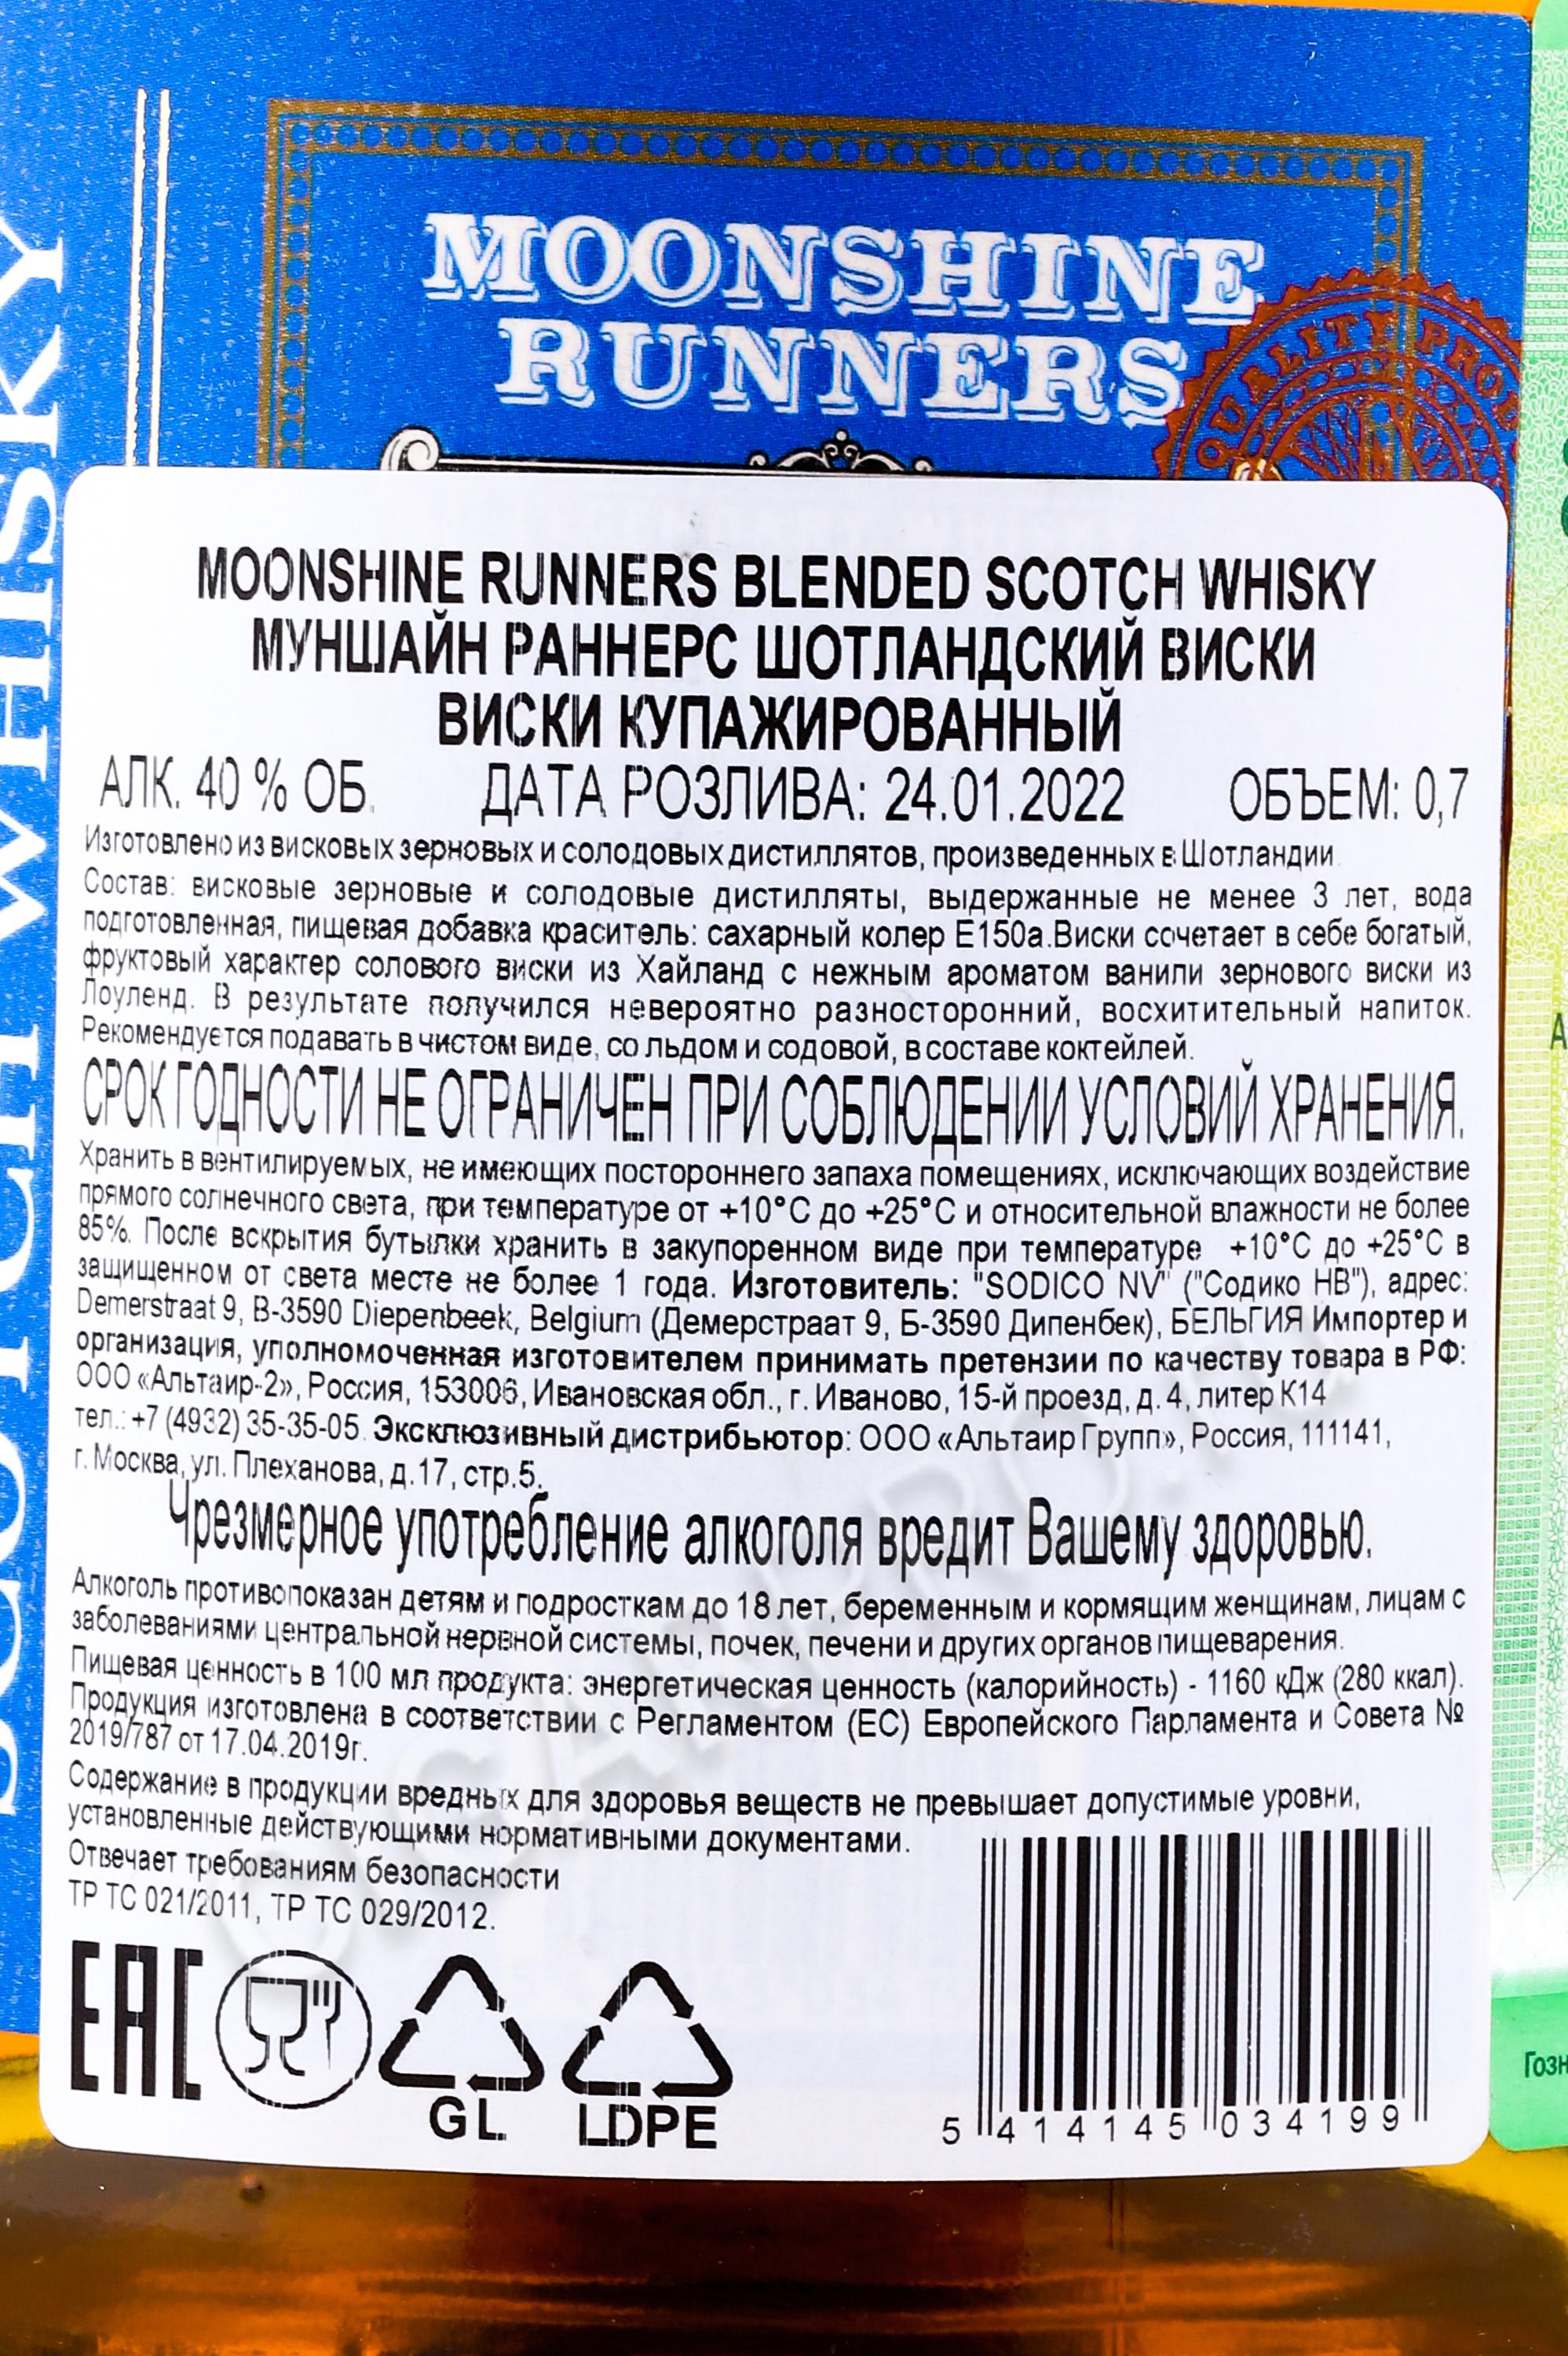 SCOTCH WHISKY
MOONSHINE
RUNNERS
QUALITE PROD
MOONSHINE RUNNERS BLENDED SCOTCH WHISKY
МУНШАЙН РАННЕРС ШОТЛАНДСКИЙ ВИСКИ
ВИСКИ КУПАЖИРОВАННЫЙ
АЛК. 40 % ОБ. ДАТА РОЗЛИВА: 24.01.2022 ОБЪЕМ: 0,7
Изготовлено из висковых зерновых и солодовых дистиллятов, произведенных в Шотландии.
Состав: висковые зерновые и солодовые дистилляты, выдержанные не менее 3 лет, вода
подготовленная, пищевая добавка краситель: сахарный колер Е150а.Виски сочетает в себе богатый,
фруктовый характер солового виски из Хайланд с нежным ароматом ванили зернового виски из
Лоуленд. В результате получился невероятно разносторонний, восхитительный напиток.
Рекомендуется подавать в чистом виде, со льдом и содовой, в составе коктейлей.
СРОК ГОДНОСТИ НЕ ОГРАНИЧЕН ПРИ СОБЛЮДЕНИИ УСЛОВИЙ ХРАНЕНИЯ.
Хранить в вентилируемых, не имеющих постороннего запаха помещениях, исключающих воздействие
прямого солнечного света, при температуре от +10°С до +25°С и относительной влажности не более
85%. После вскрытия бутылки хранить в закупоренном виде при температуре +10°С до +25°С в
защищенном от света месте не более 1 года. Изготовитель: "SODICO NV" ("Содико НВ"), адрес:
Demerstraat 9, B-3590 Diepenbeek, Belgium (Демерстраат 9, Б-3590 Дипенбек), БЕЛЬГИЯ Импортер и
организация, уполномоченная изготовителем принимать претензии по качеству товара в РФ:
ООО «Альтаир-2», Россия, 153006, Ивановская обл., г. Иваново, 15-й проезд, д. 4, литер К14
тел.: +7 (4932) 35-35-05. Эксклюзивный дистрибьютор: ООО «Альтаир Групп», Россия, 111141,
г. Москва, ул. Плеханова, д.17, стр.5.
Чрезмерное употребление алкоголя вредит Вашему здоровью.
Алкоголь противопоказан детям и подросткам до 18 лет, беременным и кормящим женщинам, лицам с
заболеваниями центральной нервной системы, почек, печени и других органов пищеварения.
Пищевая ценность в 100 мл продукта: энергетическая ценность (калорийность) - 1160 кДж (280 ккал).
Продукция изготовлена в соответствии с Регламентом (ЕС) Европейского Парламента и Совета №
2019/787 от 17.04.2019г.
Содержание в продукции вредных для здоровья веществ не превышает допустимые уровни,
установленные действующими нормативными документами.
Отвечает требованиям безопасности
ТР ТС 021/2011, ТР ТС 029/2012.
EAC
GL LDPE
5 414145 034199
Гозн